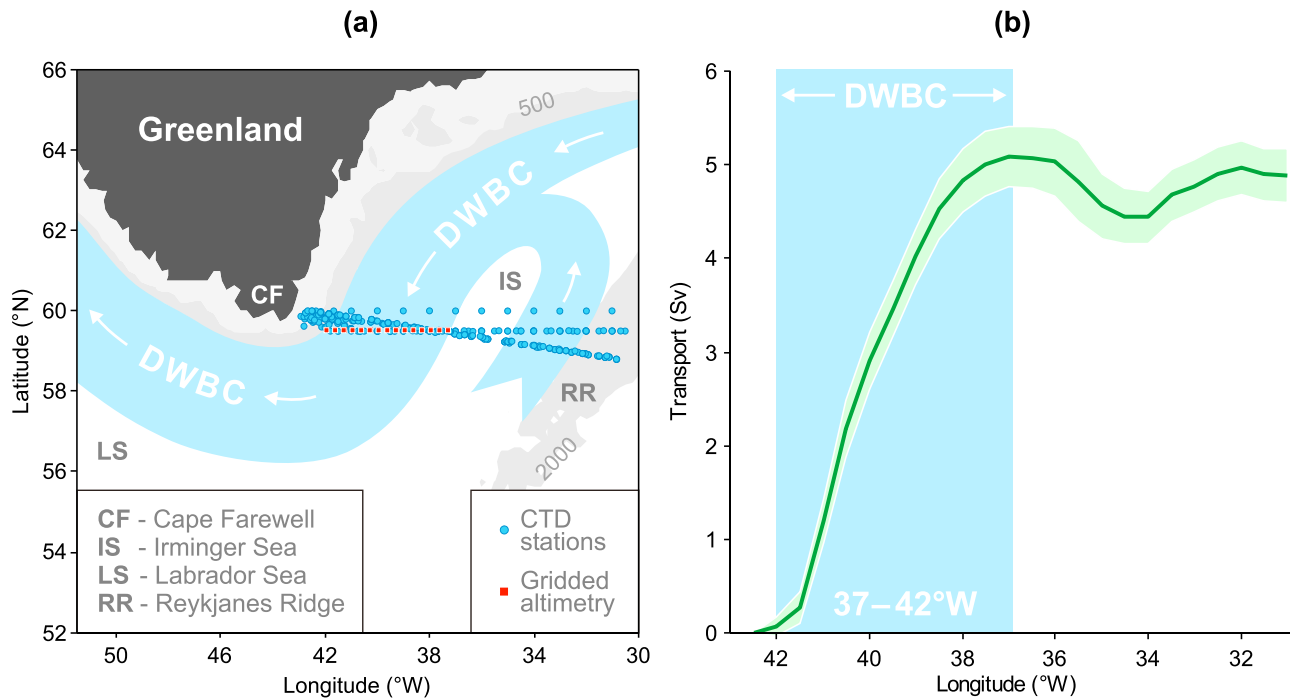 (a)
(b)
66
64
62
60
58
56
54
52
Latitude (°N)
Greenland
500
DWBC
IS
CF
DWBC
RR
LS
2000
CF - Cape Farewell
IS - Irminger Sea
LS - Labrador Sea
RR - Reykjanes Ridge
CTD
stations
Gridded
altimetry
50 46 42 38 34 30
Longitude (°W)
6
5
4
3
2
1
0
Transport (Sv)
DWBC
37–42°W
42 40 38 36 34 32
Longitude (°W)